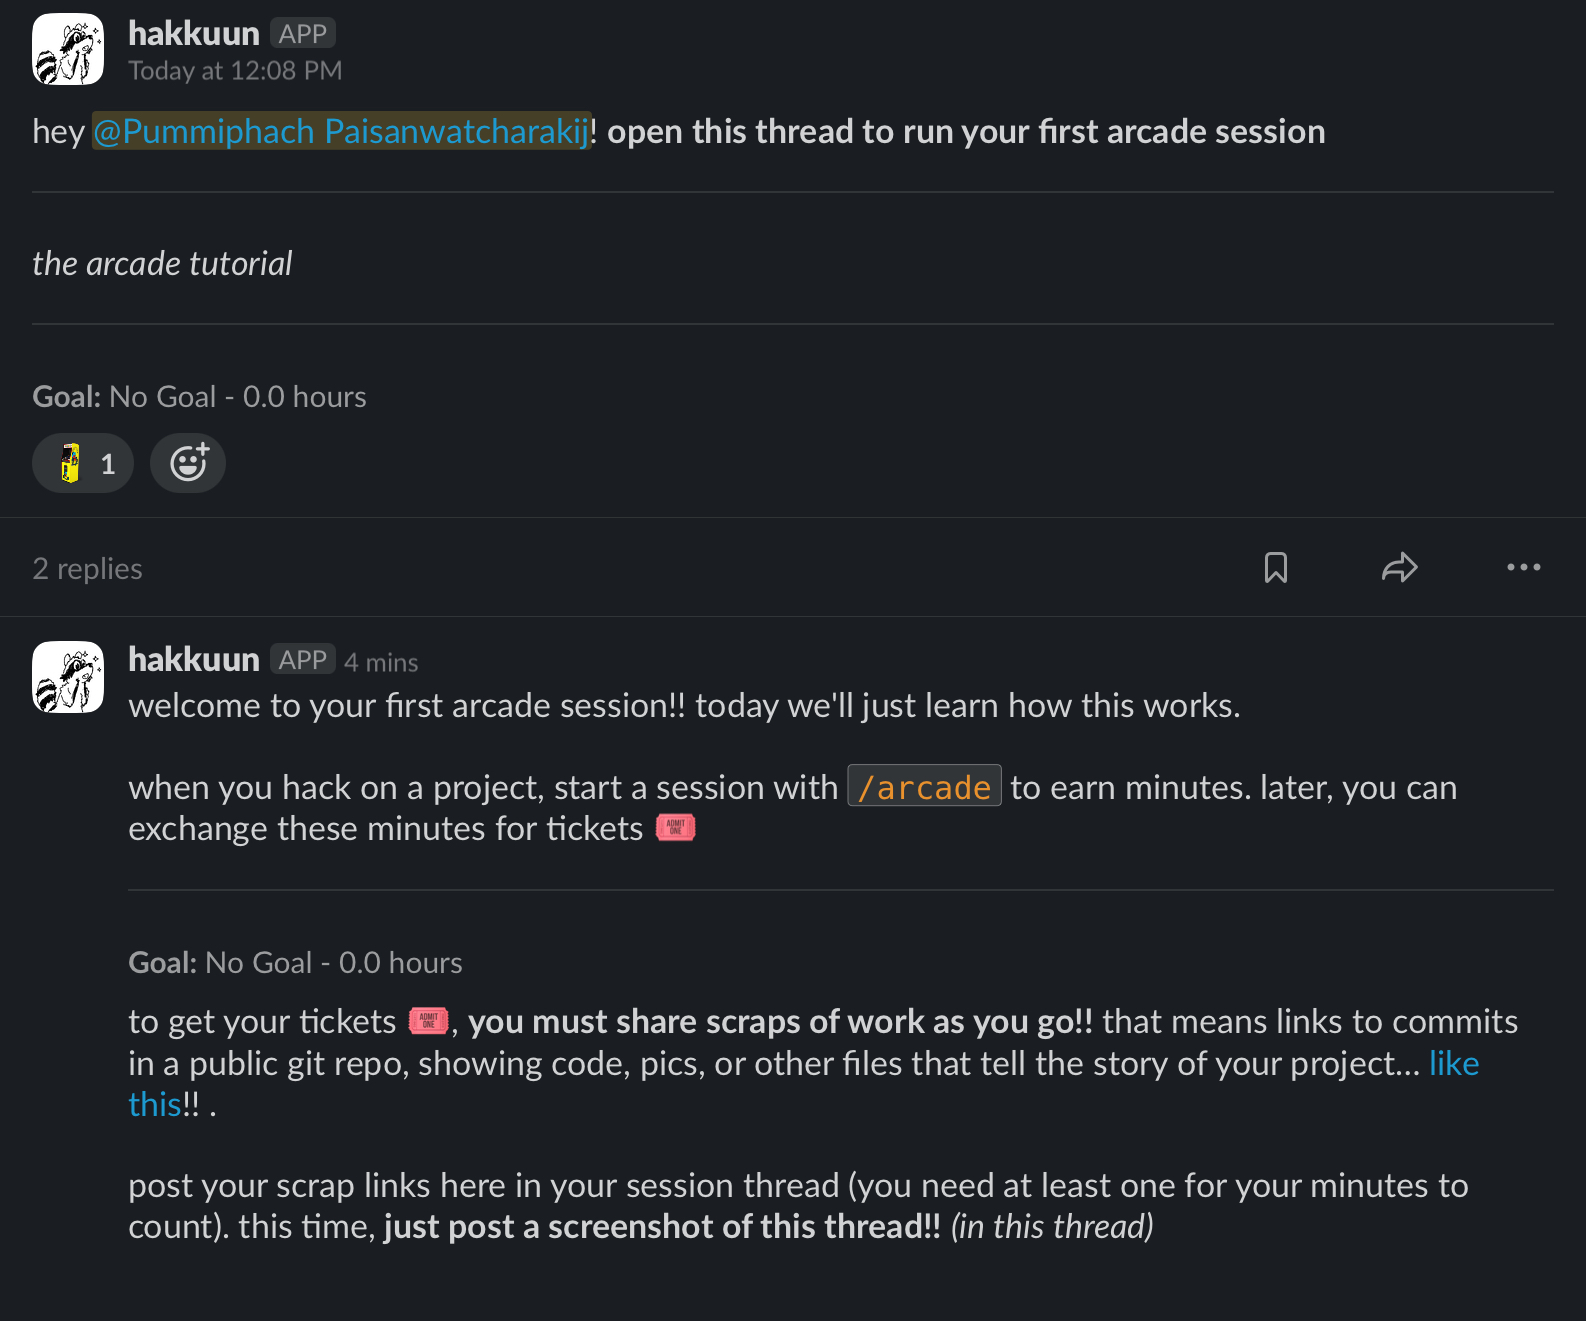 hakkuun APP
Today at 12:08 PM
hey @Pummiphach Paisanwatcharakij! open this thread to run your first arcade session
the arcade tutorial
Goal: No Goal - 0.0 hours
1
2 replies
hakkuun APP 4 mins
welcome to your first arcade session!! today we'll just learn how this works.
when you hack on a project, start a session with /arcade to earn minutes. later, you can
exchange these minutes for tickets ADMIT ONE
Goal: No Goal - 0.0 hours
to get your tickets ADMIT ONE, you must share scraps of work as you go!! that means links to commits
in a public git repo, showing code, pics, or other files that tell the story of your project... like
this!! .
post your scrap links here in your session thread (you need at least one for your minutes to
count). this time, just post a screenshot of this thread!! (in this thread)